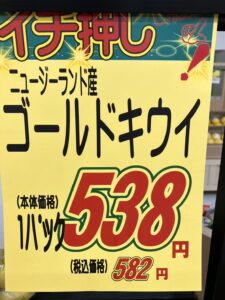 イチ押し
!
ニュージーランド産
ゴールドキウイ
(本体価格)
1パック538円
(税込価格) 582円